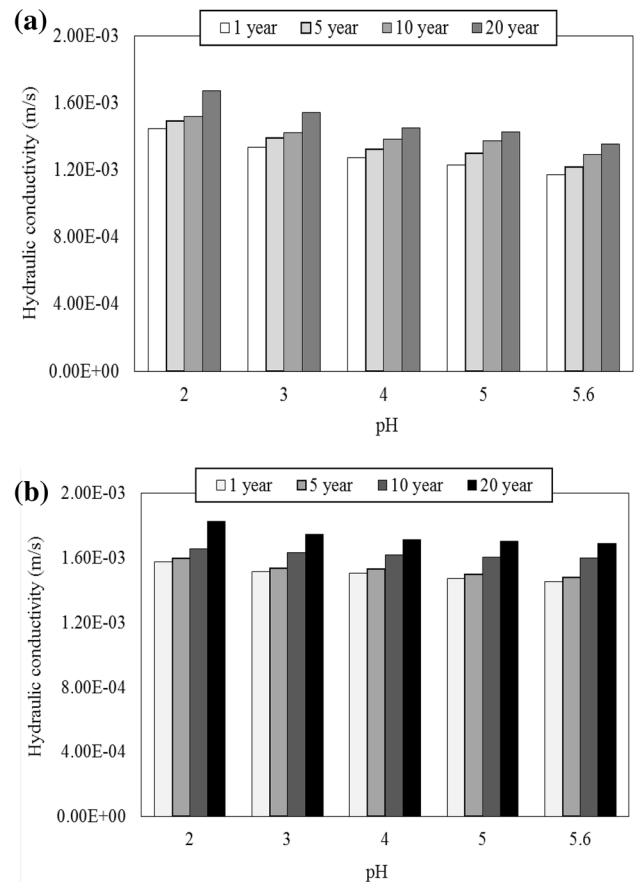 (a)
1 year 5 year 10 year 20 year
2.00E-03
1.60E-03
1.20E-03
8.00E-04
4.00E-04
0.00E+00
Hydraulic conductivity (m/s)
2 3 4 5 5.6
pH
(b)
1 year 5 year 10 year 20 year
2.00E-03
1.60E-03
1.20E-03
8.00E-04
4.00E-04
0.00E+00
Hydraulic conductivity (m/s)
2 3 4 5 5.6
pH